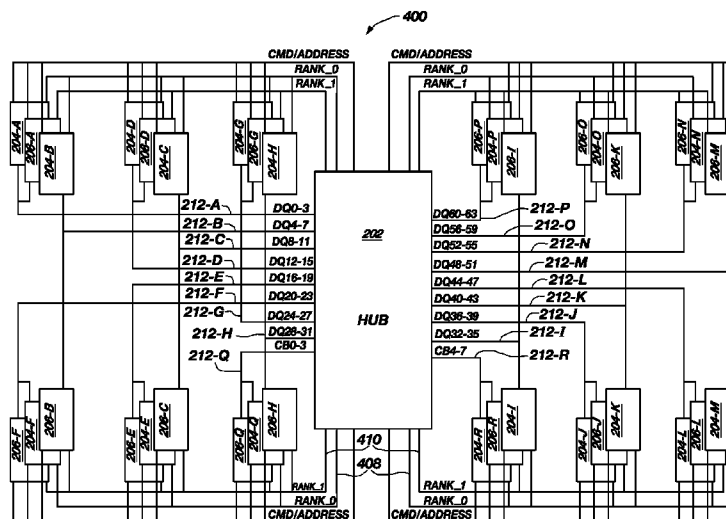 400
CMD/ADDRESS
CMD/ADDRESS
RANK_0
RANK_0
RANK_1
RANK_1
204-A
206-A
204-B
204-D
206-D
204-C
204-G
206-G
204-H
206-P
204-P
206-I
206-O
204-O
206-K
206-N
204-N
206-M
212-A
DQ0-3
212-B
DQ4-7
212-C
DQ8-11
212-D
DQ12-15
212-E
DQ16-19
212-F
DQ20-23
212-G
DQ24-27
212-H
DQ28-31
CB0-3
212-Q
202
HUB
DQ60-63
212-P
DQ56-59
212-O
DQ52-55
212-N
DQ48-51
212-M
DQ44-47
212-L
DQ40-43
212-K
DQ36-39
212-J
DQ32-35
212-I
CB4-7
212-R
206-F
204-F
206-B
206-E
204-E
206-C
206-Q
204-Q
206-H
204-R
206-R
204-I
204-J
206-J
204-K
204-L
206-L
204-M
410
408
RANK_1
RANK_1
RANK_0
RANK_0
CMD/ADDRESS
CMD/ADDRESS